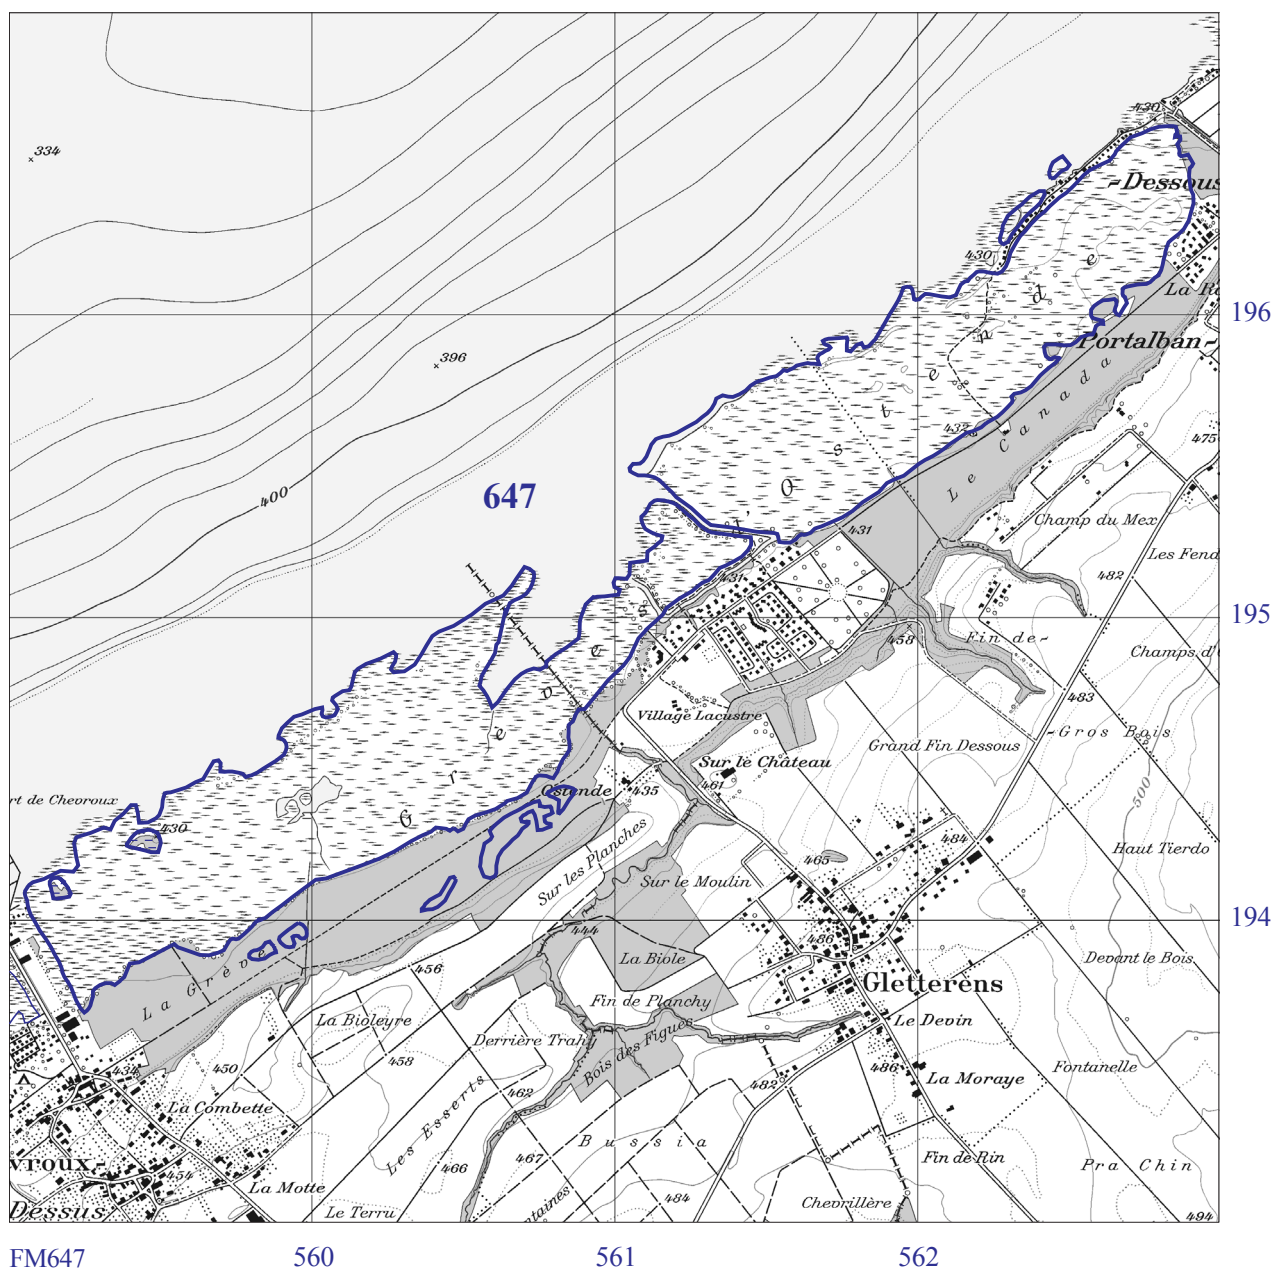 334
430
-Dessous
430
196
La R
Portalban-
396
d
e
n
e
t
s
O
d'
432
475
400
647
Le Canada
431
Champ du Mex
Les Fend
482
431
195
458
Fin de-
Champs d'
s
e
v
e
r
G
483
Village Lacustre
-Gros Bois
Grand Fin Dessous
Sur le Château
Ostende
435
461
500
rt de Chevroux
430
484
Haut Tierdo
Sur les Planches
465
Sur le Moulin
194
444
486
La Biole
Devant le Bois
456
Gletterens
La Grève
Fin de Planchy
La Bioleyre
Le Devin
Derrière Trahy
Bois des Figues
458
450
434
486
Fontanelle
La Moraye
482
462
La Combette
Les Esserts
Bussia
467
466
454
vroux-
Fin de Rin
Pra Chin
La Motte
484
Chevrillère
Dessus
Le Terru
ntaines
494
FM647
560
561
562